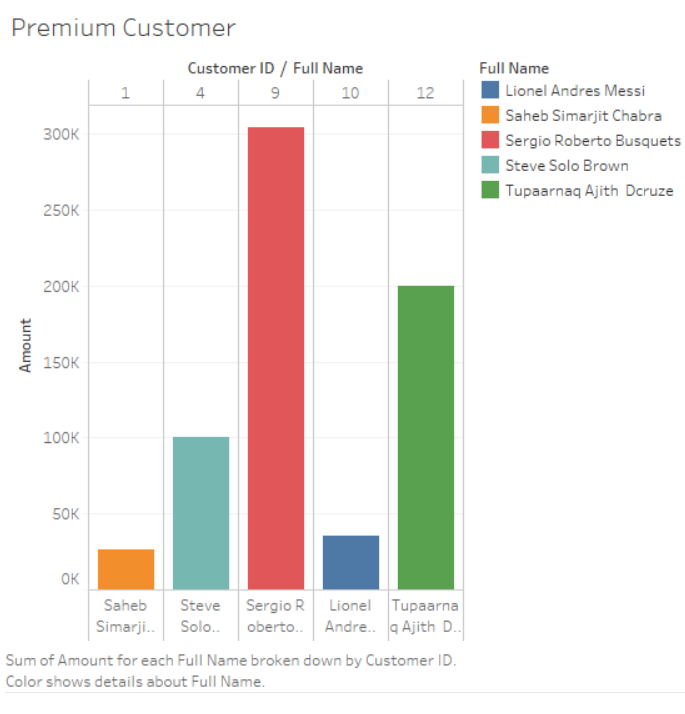 Premium Customer
Customer ID / Full Name
1 4 9 10 12
Full Name
Lionel Andres Messi
Saheb Simarjit Chabra
Sergio Roberto Busquets
Steve Solo Brown
Tupaarnaq Ajith Dcruze
300K
250K
200K
150K
100K
50K
0K
Amount
Saheb Steve Sergio R Lionel Tupaarna
Simarji.. Solo.. oberto.. Andre.. q Ajith D..
Sum of Amount for each Full Name broken down by Customer ID.
Color shows details about Full Name.